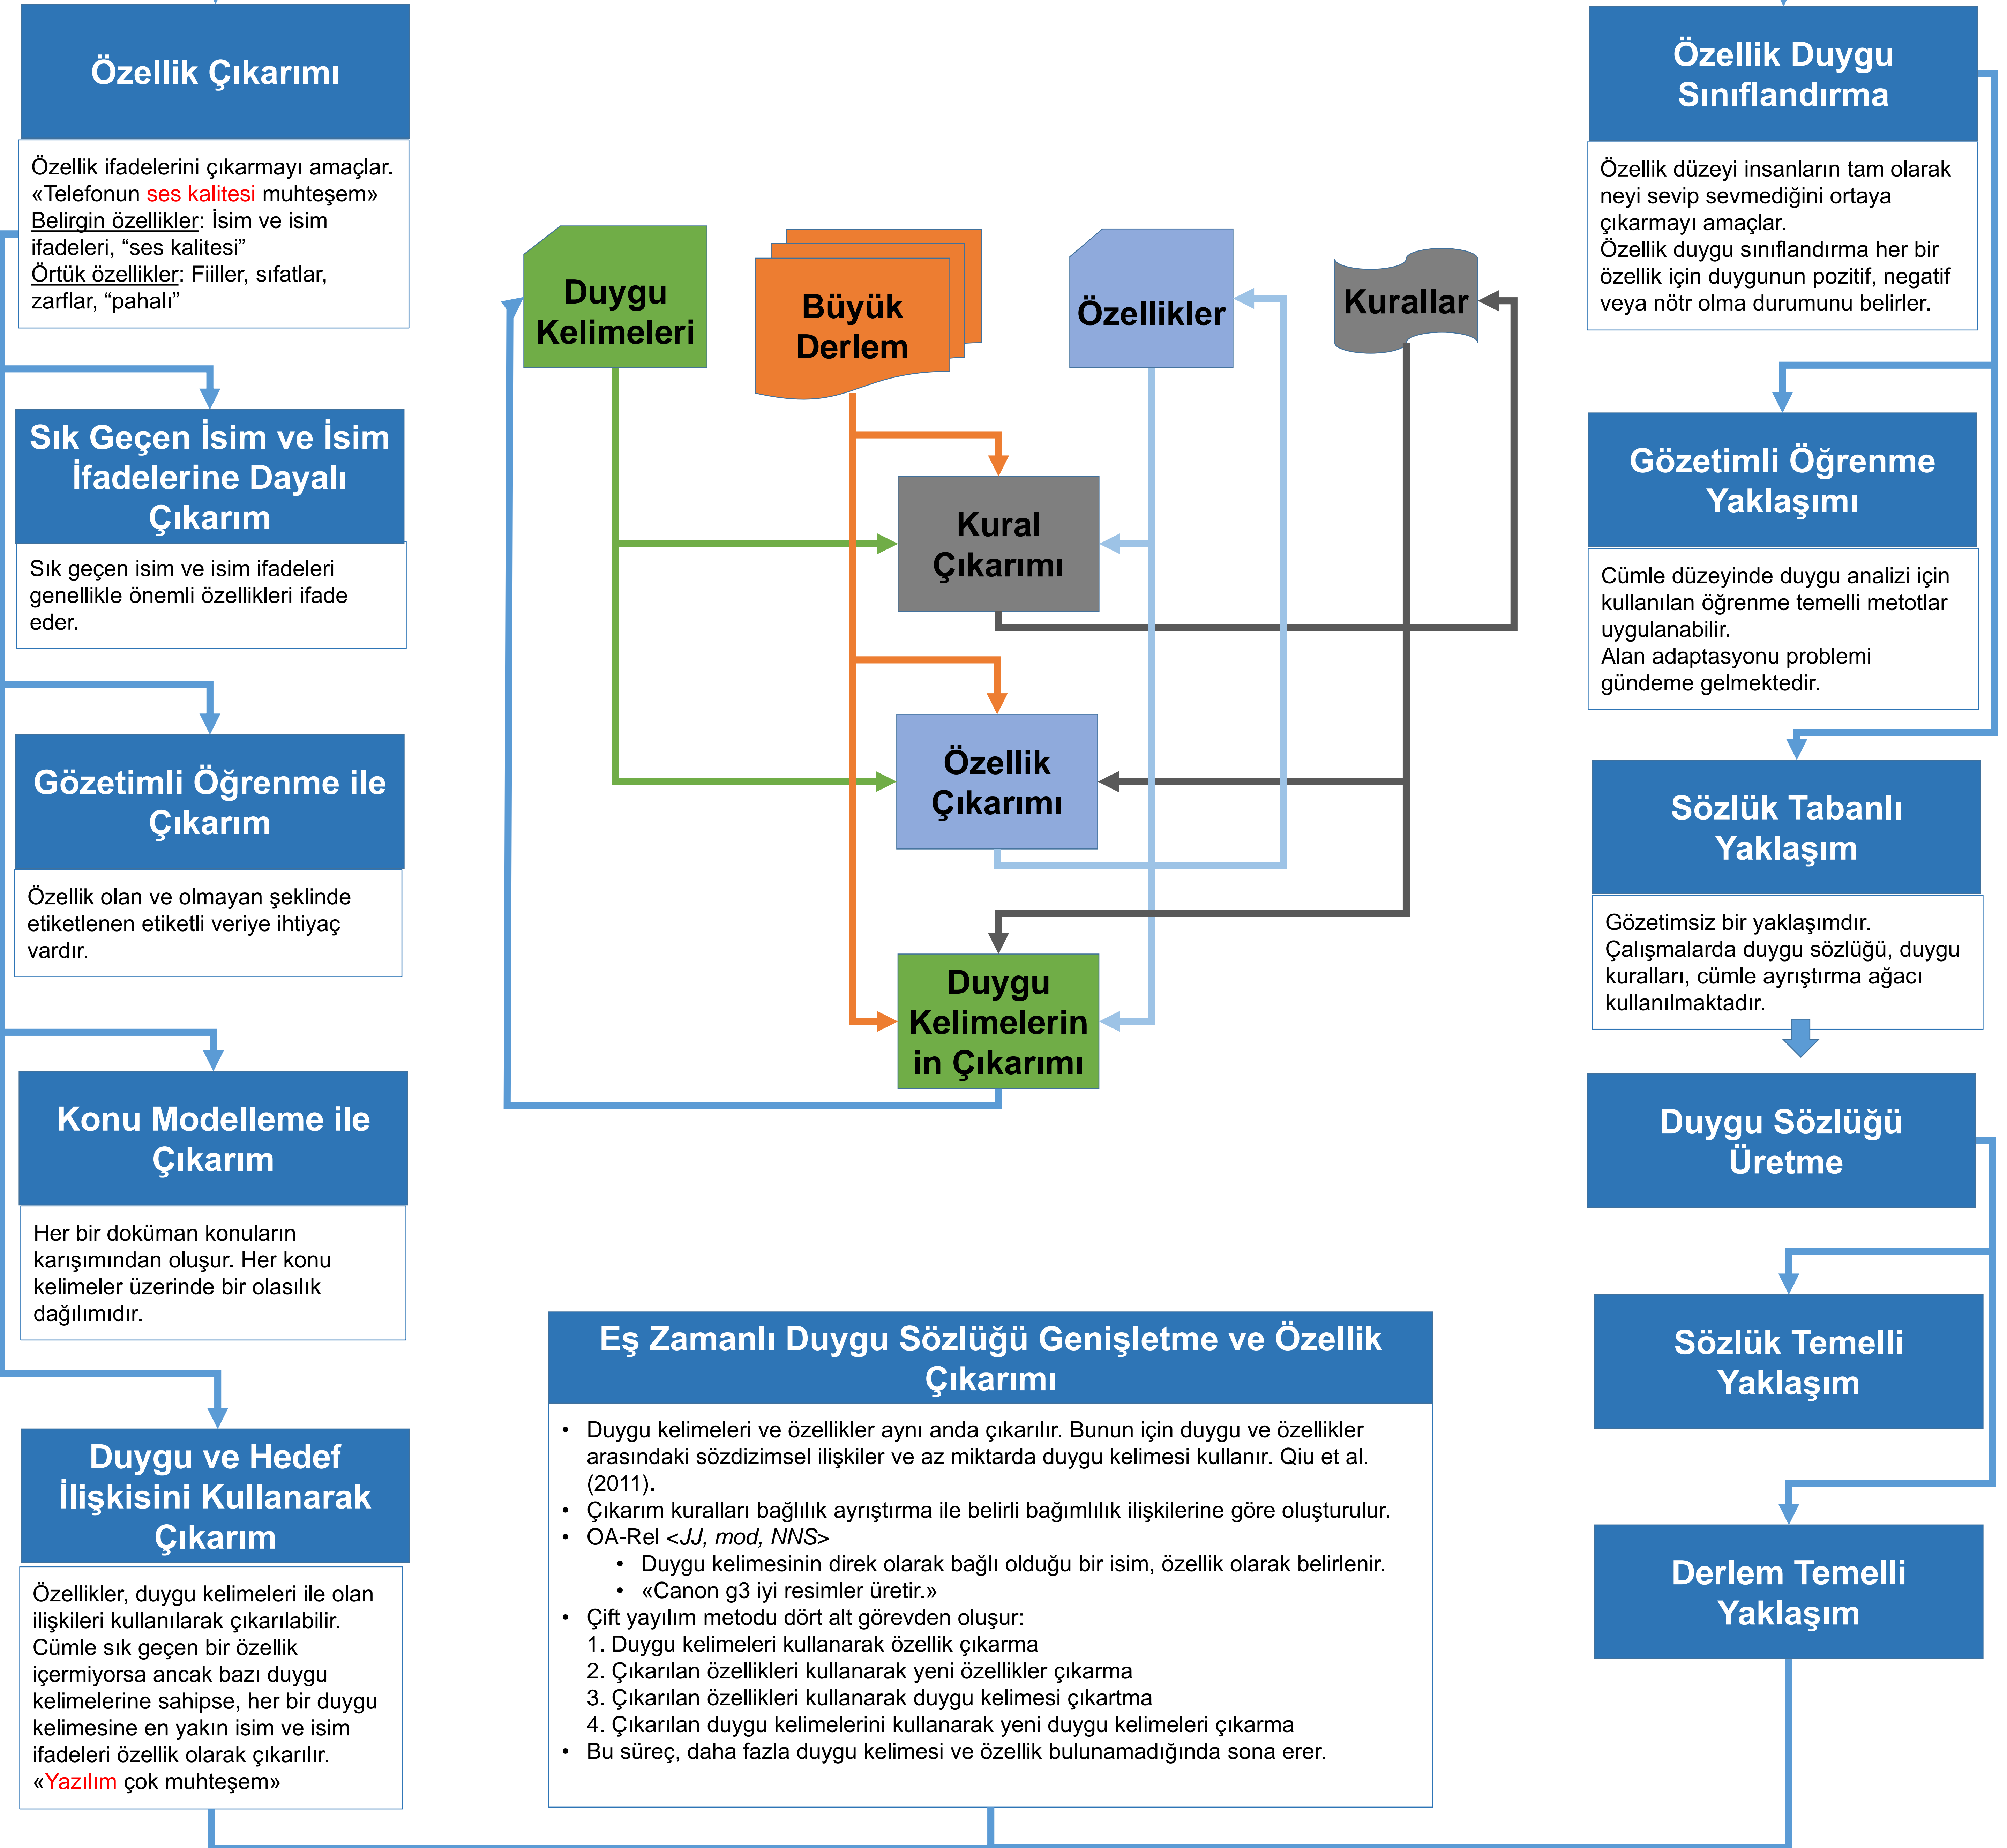 Özellik Çıkarımı
Özellik ifadelerini çıkarmayı amaçlar.
«Telefonun ses kalitesi muhteşem»
Belirgin özellikler: İsim ve isim
ifadeleri, “ses kalitesi”
Örtük özellikler: Fiiller, sıfatlar,
zarflar, “pahalı”
Sık Geçen İsim ve İsim
İfadelerine Dayalı
Çıkarım
Sık geçen isim ve isim ifadeleri
genellikle önemli özellikleri ifade
eder.
Gözetimli Öğrenme ile
Çıkarım
Özellik olan ve olmayan şeklinde
etiketlenen etiketli veriye ihtiyaç
vardır.
Konu Modelleme ile
Çıkarım
Her bir doküman konuların
karışımından oluşur. Her konu
kelimeler üzerinde bir olasılık
dağılımıdır.
Duygu ve Hedef
İlişkisini Kullanarak
Çıkarım
Özellikler, duygu kelimeleri ile olan
ilişkileri kullanılarak çıkarılabilir.
Cümle sık geçen bir özellik
içermiyorsa ancak bazı duygu
kelimelerine sahipse, her bir duygu
kelimesine en yakın isim ve isim
ifadeleri özellik olarak çıkarılır.
«Yazılım çok muhteşem»
Duygu
Kelimeleri
Büyük
Derlem
Özellikler
Kurallar
Kural
Çıkarımı
Özellik
Çıkarımı
Duygu
Kelimelerin
in Çıkarımı
Eş Zamanlı Duygu Sözlüğü Genişletme ve Özellik
Çıkarımı
• Duygu kelimeleri ve özellikler aynı anda çıkarılır. Bunun için duygu ve özellikler
arasındaki sözdizimsel ilişkiler ve az miktarda duygu kelimesi kullanır. Qiu et al.
(2011).
• Çıkarım kuralları bağlılık ayrıştırma ile belirli bağımlılık ilişkilerine göre oluşturulur.
• OA-Rel <JJ, mod, NNS>
• Duygu kelimesinin direk olarak bağlı olduğu bir isim, özellik olarak belirlenir.
• «Canon g3 iyi resimler üretir.»
• Çift yayılım metodu dört alt görevden oluşur:
1. Duygu kelimeleri kullanarak özellik çıkarma
2. Çıkarılan özellikleri kullanarak yeni özellikler çıkarma
3. Çıkarılan özellikleri kullanarak duygu kelimesi çıkartma
4. Çıkarılan duygu kelimelerini kullanarak yeni duygu kelimeleri çıkarma
• Bu süreç, daha fazla duygu kelimesi ve özellik bulunamadığında sona erer.
Özellik Duygu
Sınıflandırma
Özellik düzeyi insanların tam olarak
neyi sevip sevmediğini ortaya
çıkarmayı amaçlar.
Özellik duygu sınıflandırma her bir
özellik için duygunun pozitif, negatif
veya nötr olma durumunu belirler.
Gözetimli Öğrenme
Yaklaşımı
Cümle düzeyinde duygu analizi için
kullanılan öğrenme temelli metotlar
uygulanabilir.
Alan adaptasyonu problemi
gündeme gelmektedir.
Sözlük Tabanlı
Yaklaşım
Gözetimsiz bir yaklaşımdır.
Çalışmalarda duygu sözlüğü, duygu
kuralları, cümle ayrıştırma ağacı
kullanılmaktadır.
Duygu Sözlüğü
Üretme
Sözlük Temelli
Yaklaşım
Derlem Temelli
Yaklaşım